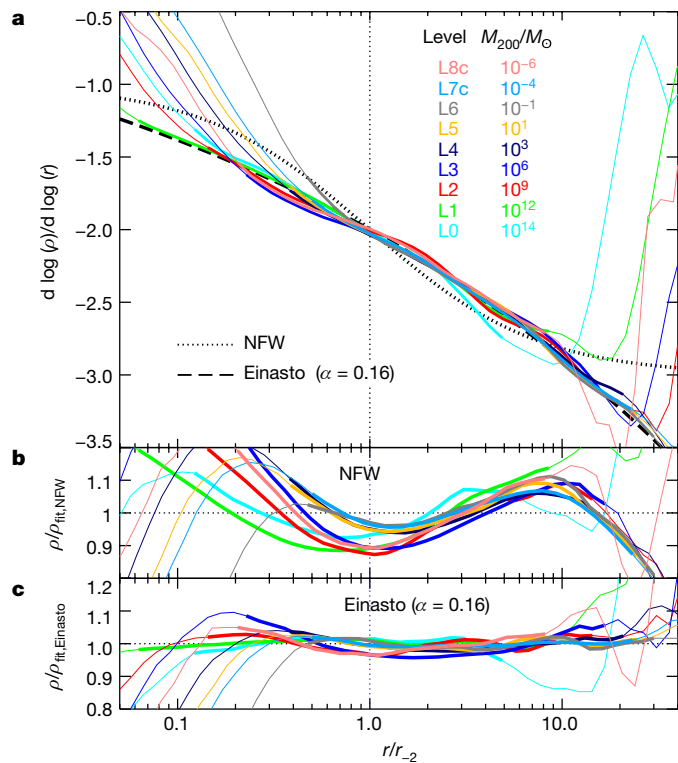 a
Level M₂₀₀/M⊙
L8c 10⁻⁶
L7c 10⁻⁴
L6 10⁻¹
L5 10¹
L4 10³
L3 10⁶
L2 10⁹
L1 10¹²
L0 10¹⁴
NFW
Einasto (α = 0.16)
d log (ρ)/d log (r)
-0.5
-1.0
-1.5
-2.0
-2.5
-3.0
-3.5
b
NFW
ρ/ρfit,NFW
1.1
1
0.9
c
Einasto (α = 0.16)
ρ/ρfit,Einasto
1.2
1.1
1.0
0.9
0.8
0.1 1.0 10.0
r/r₋₂